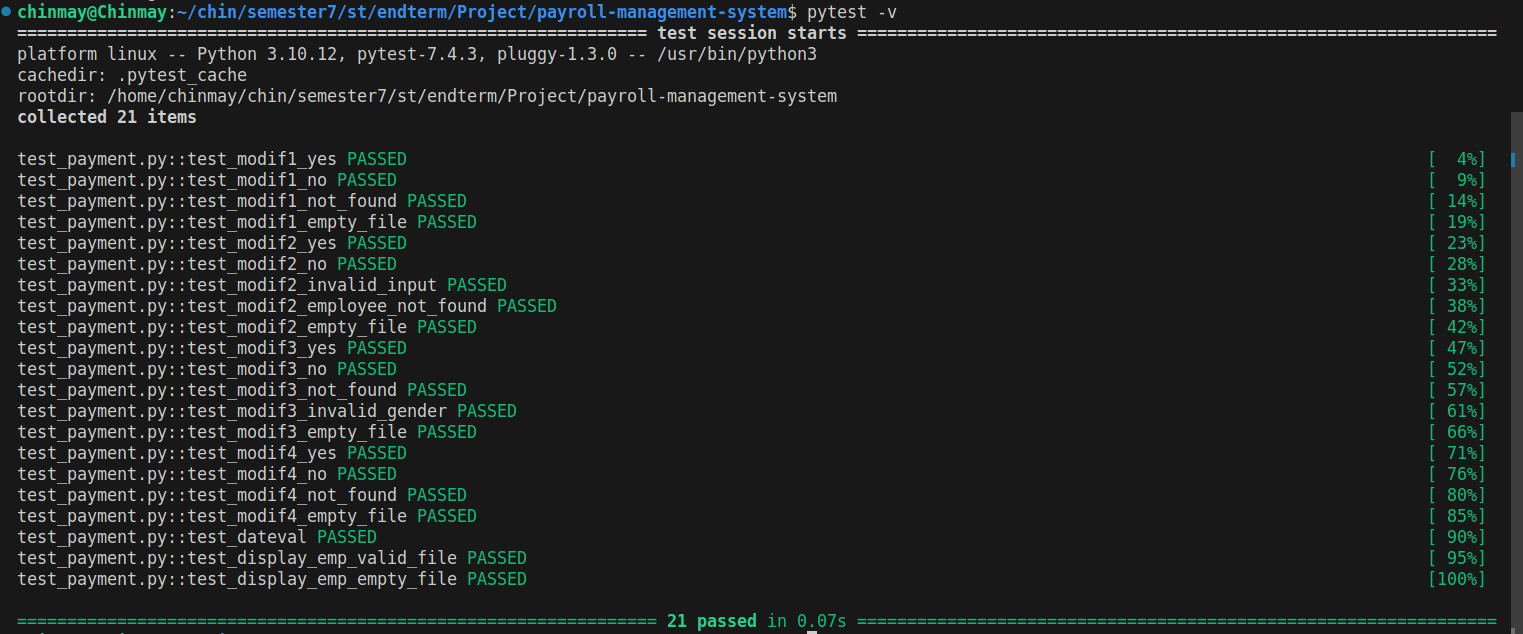 chinmay@Chinmay:~/chin/semester7/st/endterm/Project/payroll-management-system$ pytest -v
=============================================================== test session starts ================================================================
platform linux -- Python 3.10.12, pytest-7.4.3, pluggy-1.3.0 -- /usr/bin/python3
cachedir: .pytest_cache
rootdir: /home/chinmay/chin/semester7/st/endterm/Project/payroll-management-system
collected 21 items
test_payment.py::test_modif1_yes PASSED [  4%]
test_payment.py::test_modif1_no PASSED [  9%]
test_payment.py::test_modif1_not_found PASSED [ 14%]
test_payment.py::test_modif1_empty_file PASSED [ 19%]
test_payment.py::test_modif2_yes PASSED [ 23%]
test_payment.py::test_modif2_no PASSED [ 28%]
test_payment.py::test_modif2_invalid_input PASSED [ 33%]
test_payment.py::test_modif2_employee_not_found PASSED [ 38%]
test_payment.py::test_modif2_empty_file PASSED [ 42%]
test_payment.py::test_modif3_yes PASSED [ 47%]
test_payment.py::test_modif3_no PASSED [ 52%]
test_payment.py::test_modif3_not_found PASSED [ 57%]
test_payment.py::test_modif3_invalid_gender PASSED [ 61%]
test_payment.py::test_modif3_empty_file PASSED [ 66%]
test_payment.py::test_modif4_yes PASSED [ 71%]
test_payment.py::test_modif4_no PASSED [ 76%]
test_payment.py::test_modif4_not_found PASSED [ 80%]
test_payment.py::test_modif4_empty_file PASSED [ 85%]
test_payment.py::test_dateval PASSED [ 90%]
test_payment.py::test_display_emp_valid_file PASSED [ 95%]
test_payment.py::test_display_emp_empty_file PASSED [100%]
================================================================ 21 passed in 0.07s ================================================================